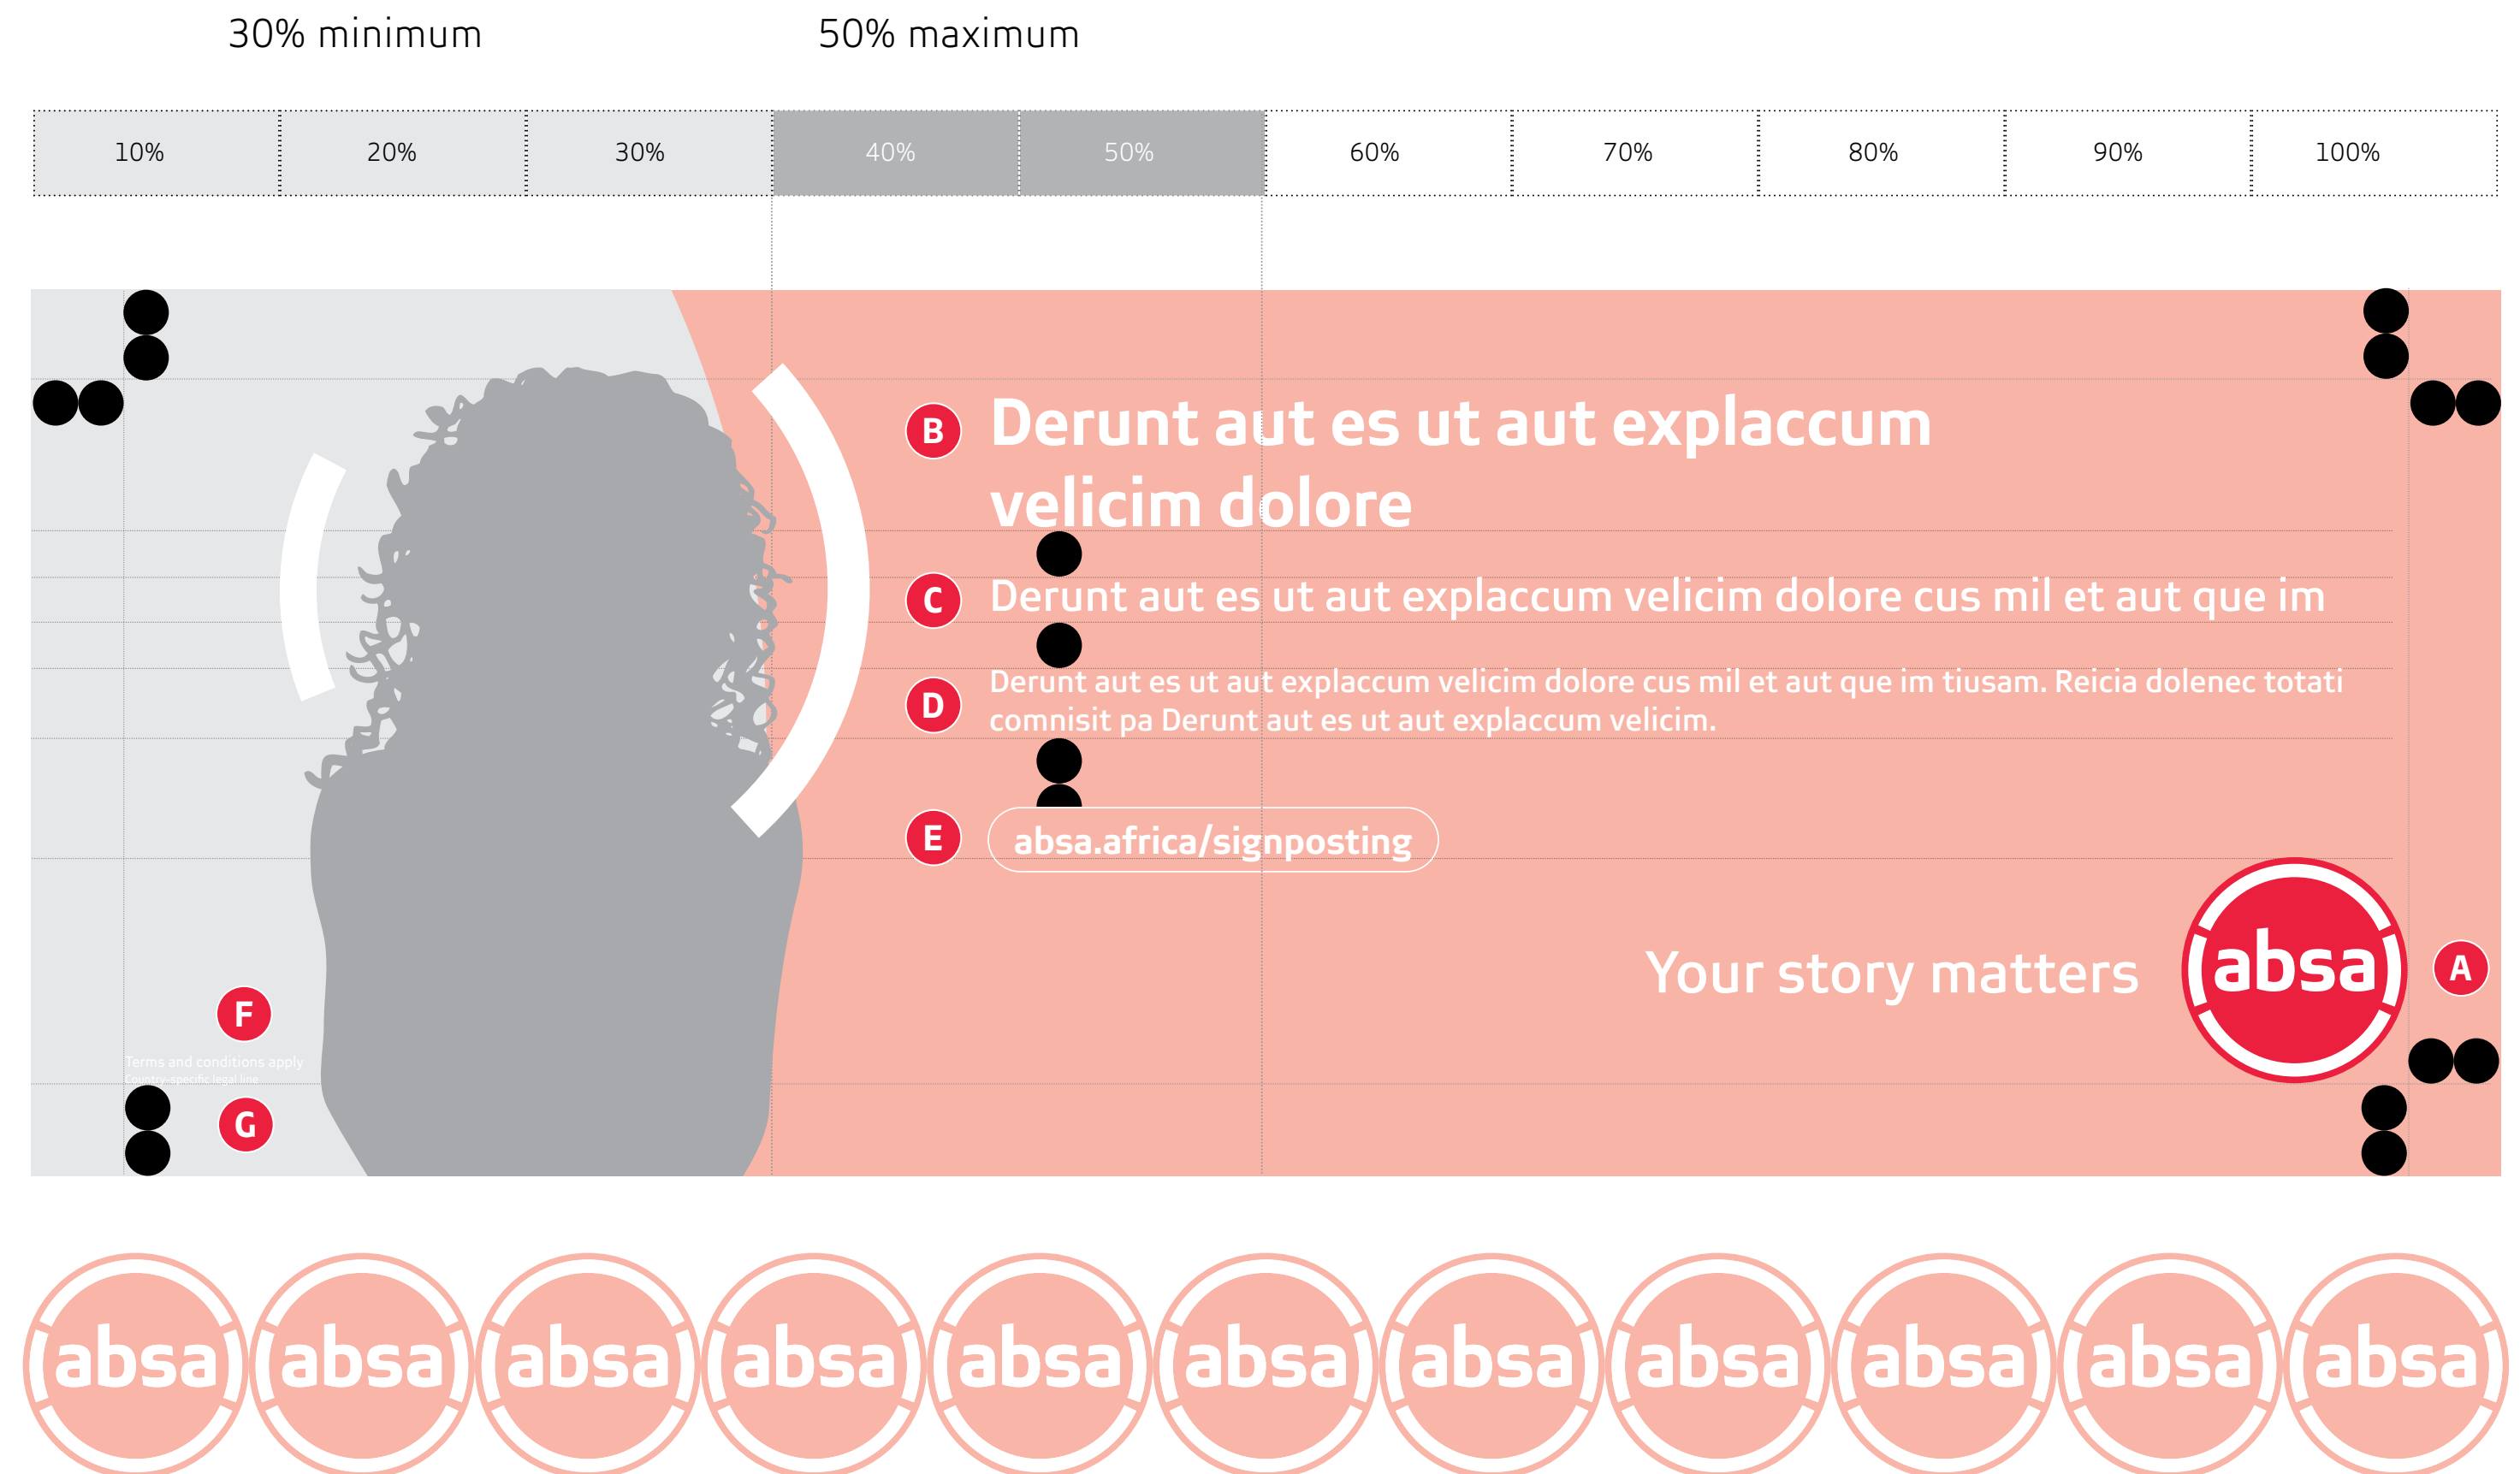 30% minimum
50% maximum
10%
20%
30%
40%
50%
60%
70%
80%
90%
100%
B
Derunt aut es ut aut explaccum
velicim dolore
C
Derunt aut es ut aut explaccum velicim dolore cus mil et aut que im
D
Derunt aut es ut aut explaccum velicim dolore cus mil et aut que im tiusam. Reicia dolenec totati
comnisit pa Derunt aut es ut aut explaccum velicim.
E
absa.africa/signposting
Your story matters
absa
A
F
Terms and conditions apply
Country-specific legal line
G
absa
absa
absa
absa
absa
absa
absa
absa
absa
absa
absa